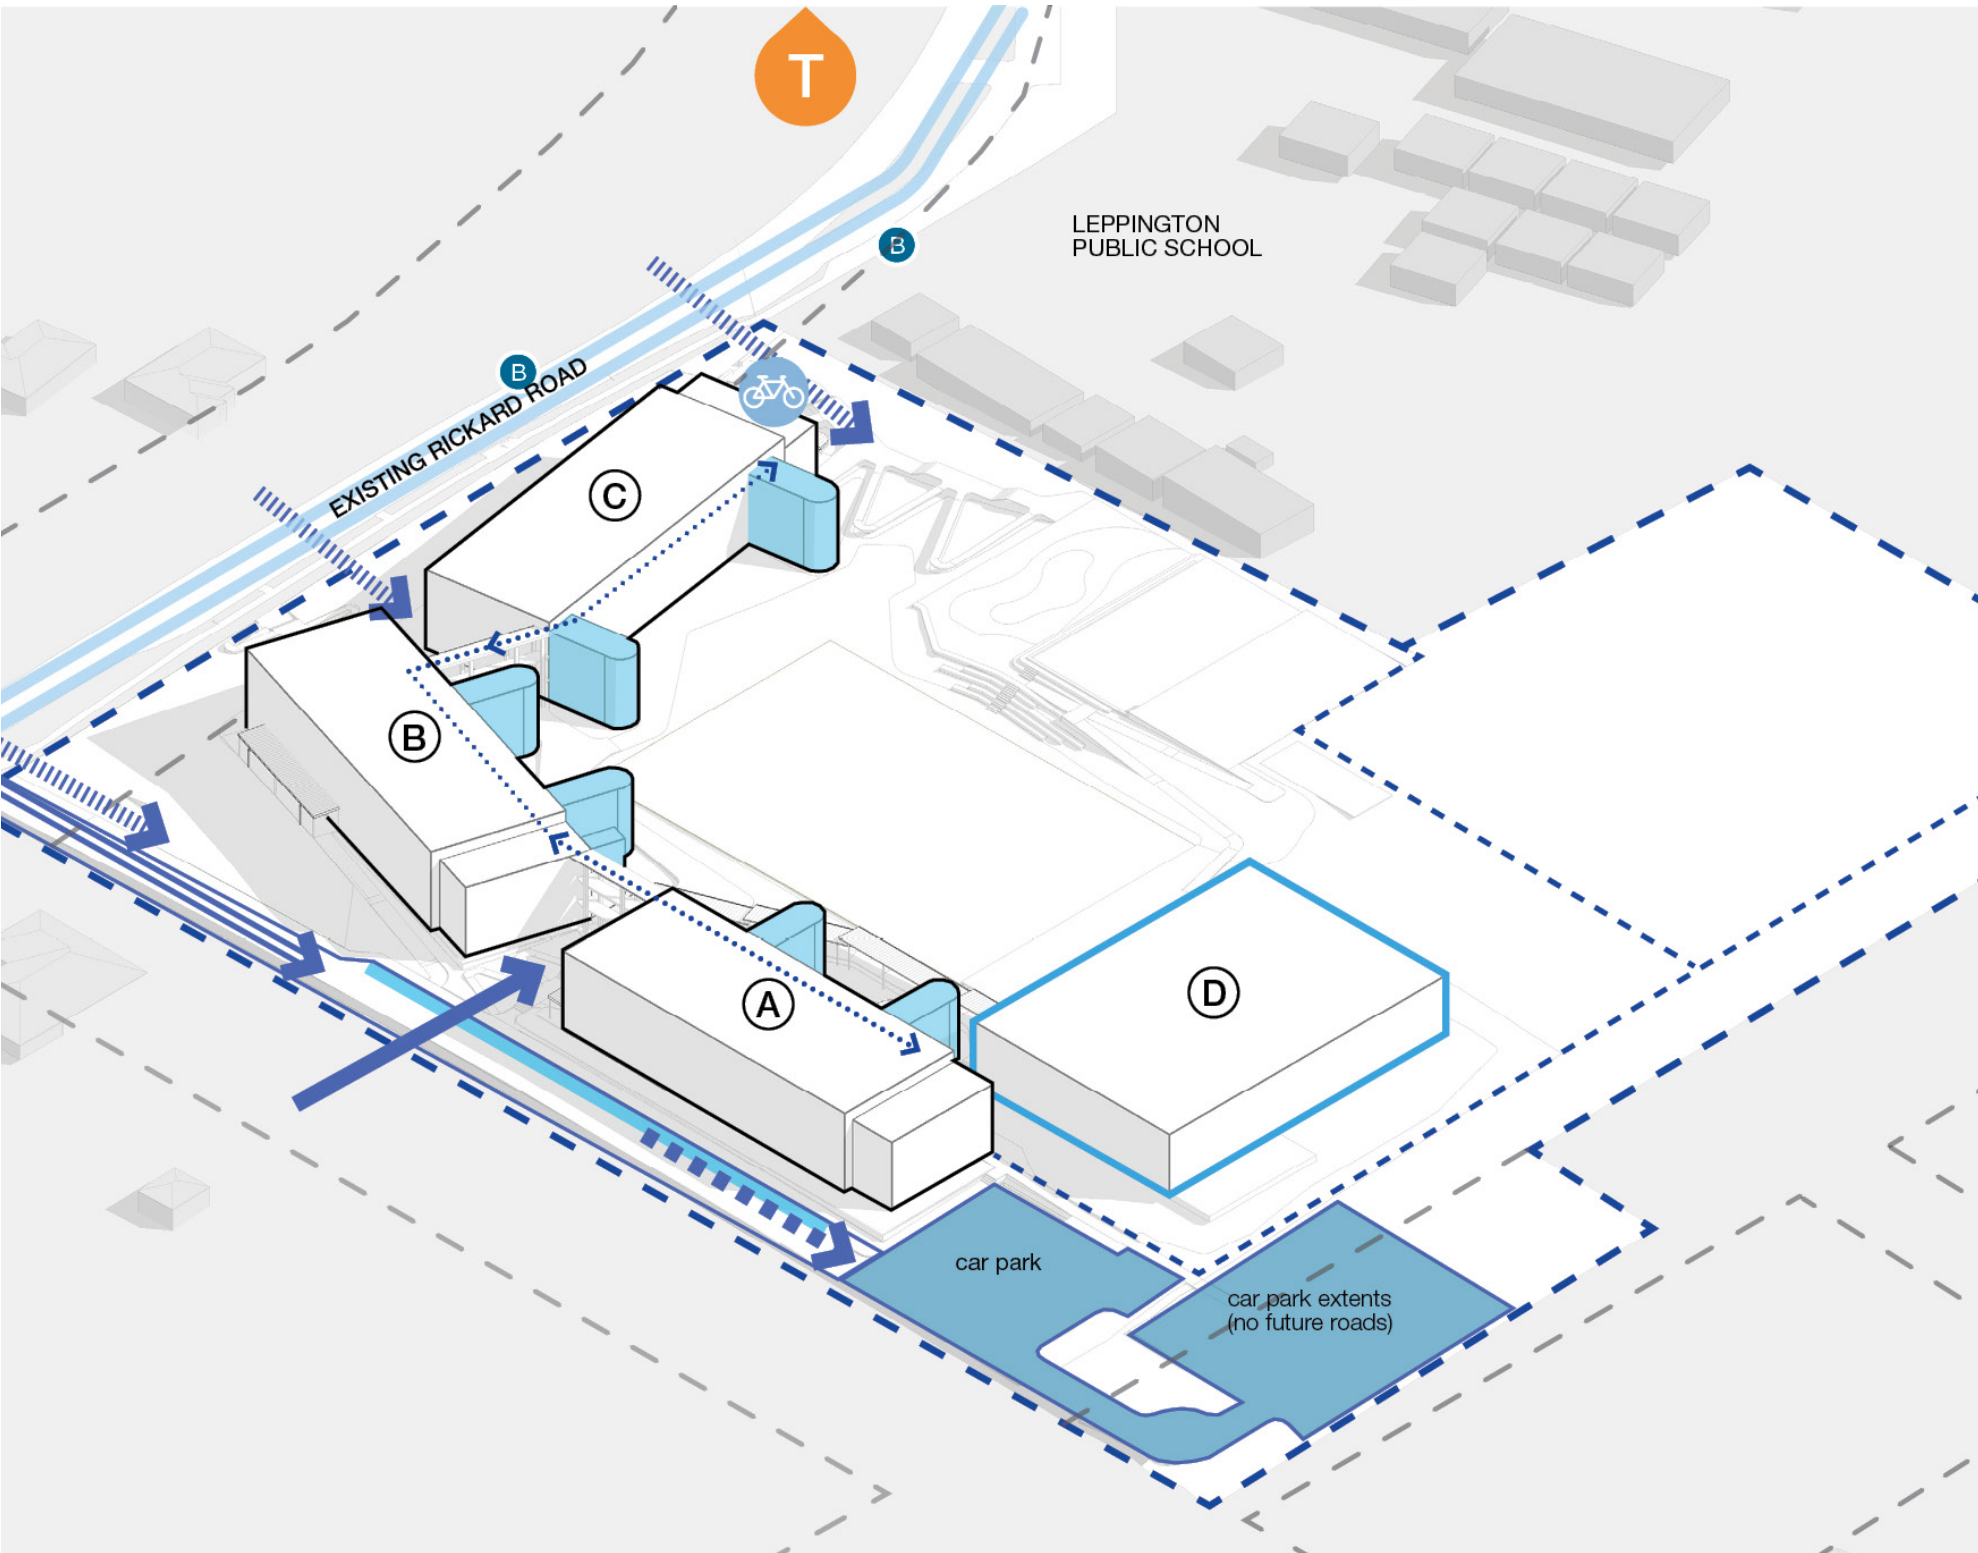 T
LEPPINGTON
PUBLIC SCHOOL
B
B
EXISTING RICKARD ROAD
C
B
A
D
car park
car park extents
(no future roads)